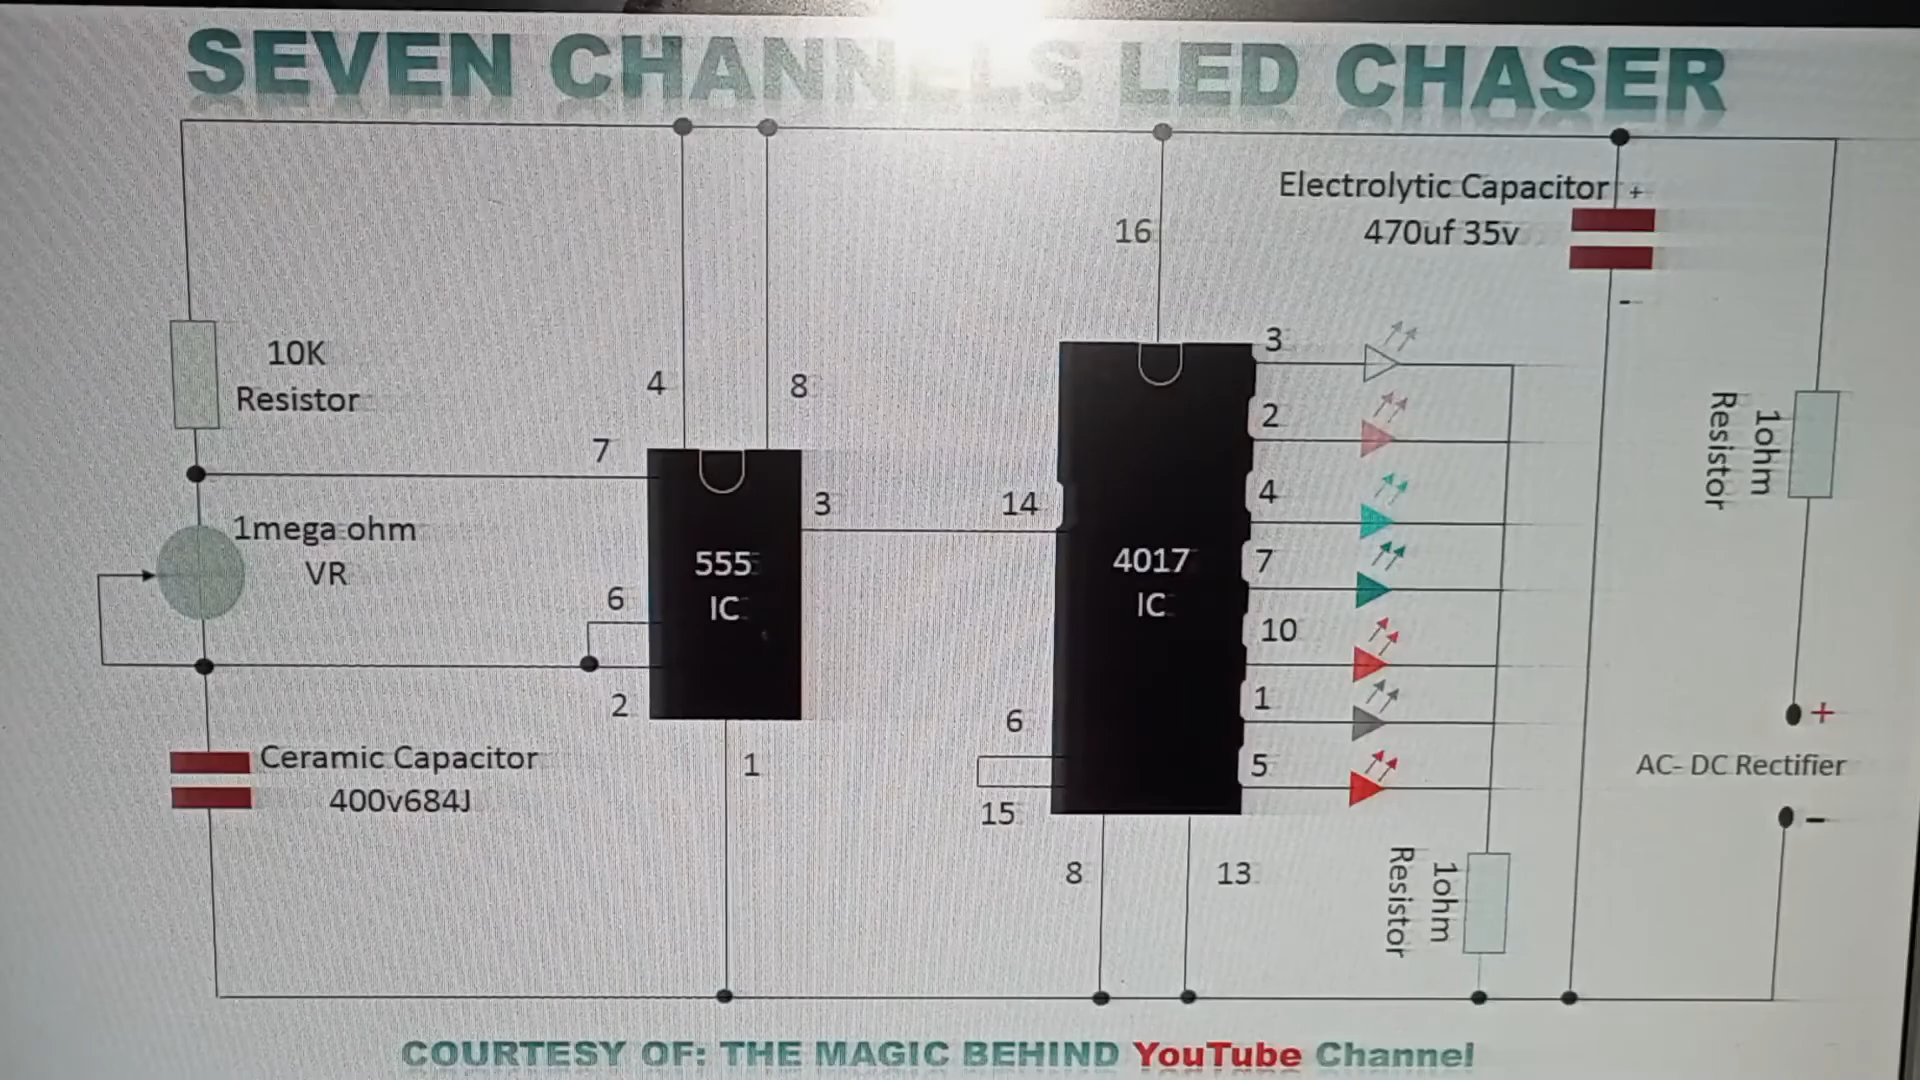 SEVEN CHANNELS LED CHASER
Electrolytic Capacitor +
470uf 35v
-
16
10K
Resistor
4
8
7
3
14
1mega ohm
VR
6
2
555
IC
1
4017
IC
3
2
4
7
10
1
5
6
15
8
13
1ohm
Resistor
1ohm
Resistor
+
AC- DC Rectifier
-
Ceramic Capacitor
400v684J
COURTESY OF: THE MAGIC BEHIND YouTube Channel